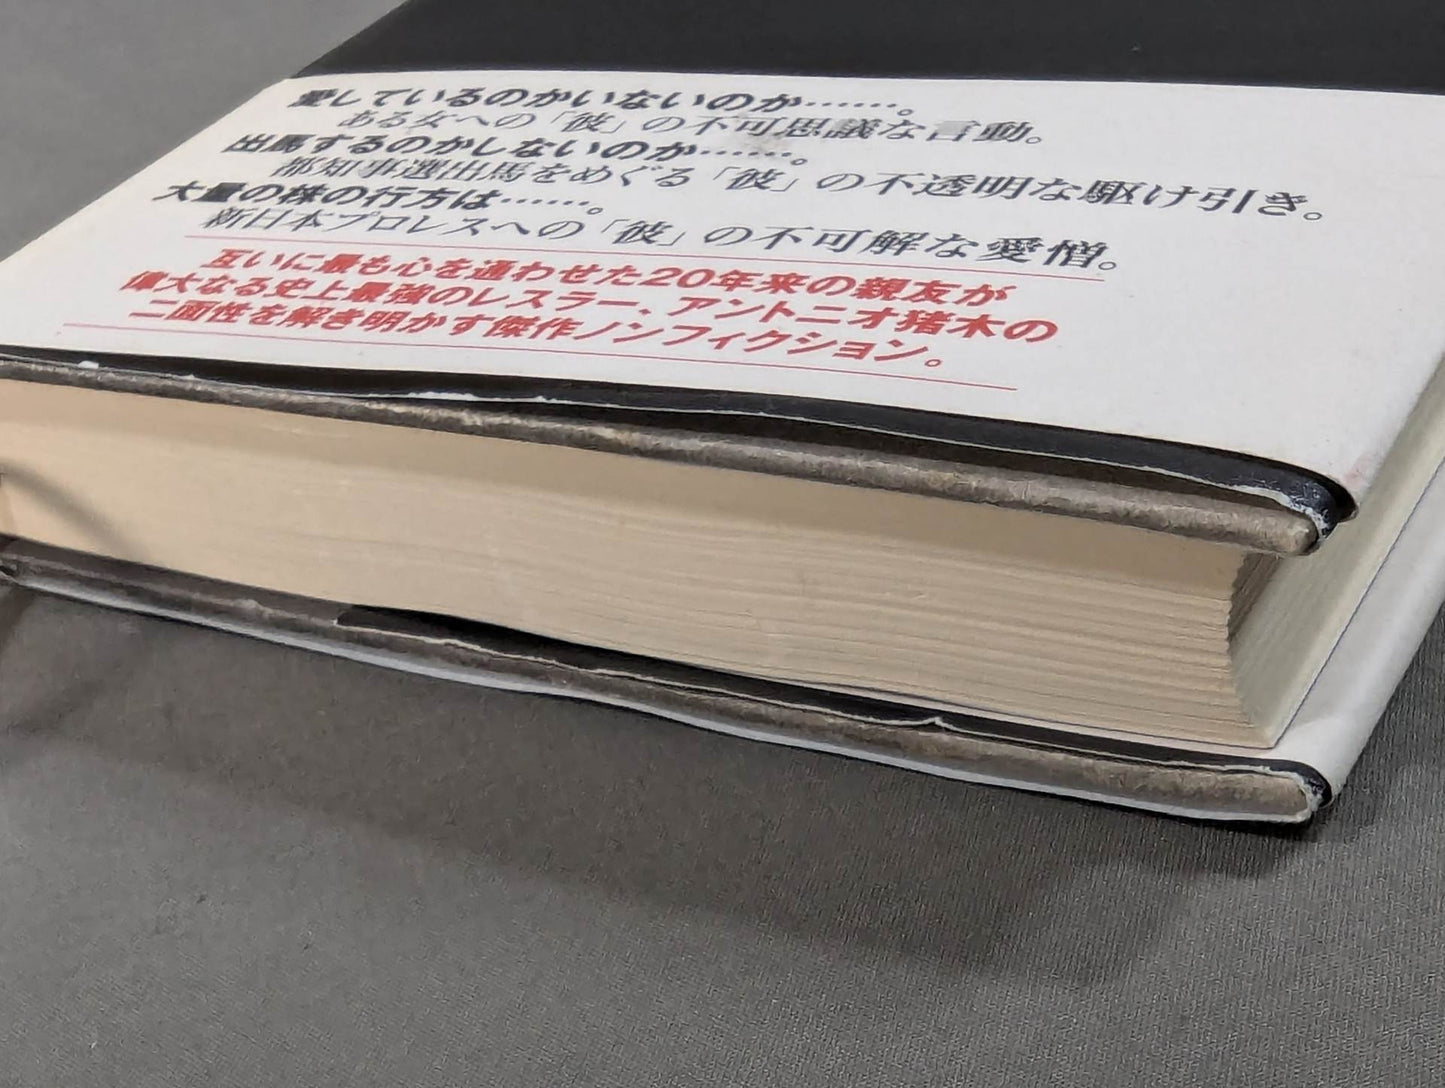 愛しているのかいないのか……。
ある女への「彼」の不可思議な言動。
出馬するのかしないのか……。
都知事選出馬をめぐる「彼」の不透明な駆け引き。
大量の株の行方は……。
新日本プロレスへの「彼」の不可解な愛憎。
互いに最も心を通わせた20年来の親友が
偉大なる史上最強のレスラー、アントニオ猪木の
二面性を解き明かす傑作ノンフィクション。